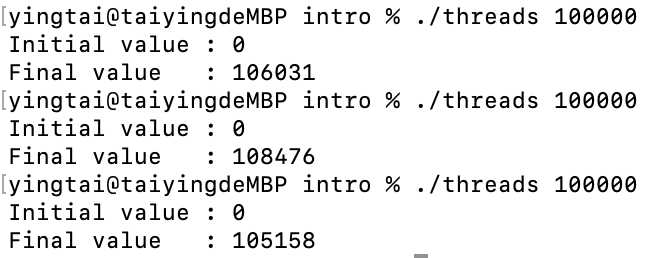 [yingtai@taiyingdeMBP intro % ./threads 100000
Initial value : 0
Final value   : 106031
[yingtai@taiyingdeMBP intro % ./threads 100000
Initial value : 0
Final value   : 108476
[yingtai@taiyingdeMBP intro % ./threads 100000
Initial value : 0
Final value   : 105158